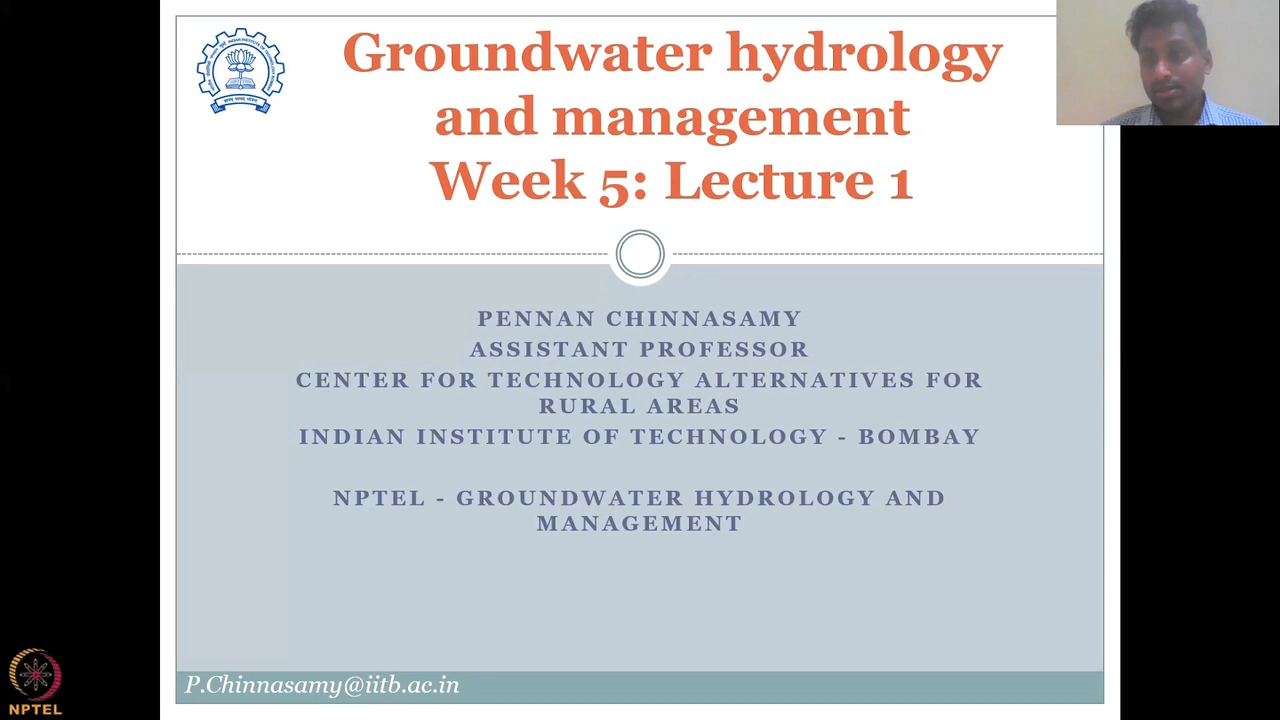 Groundwater hydrology
and management
Week 5: Lecture 1
PENNAN CHINNASAMY
ASSISTANT PROFESSOR
CENTER FOR TECHNOLOGY ALTERNATIVES FOR
RURAL AREAS
INDIAN INSTITUTE OF TECHNOLOGY - BOMBAY
NPTEL - GROUNDWATER HYDROLOGY AND
MANAGEMENT
P.Chinnasamy@iitb.ac.in
NPTEL